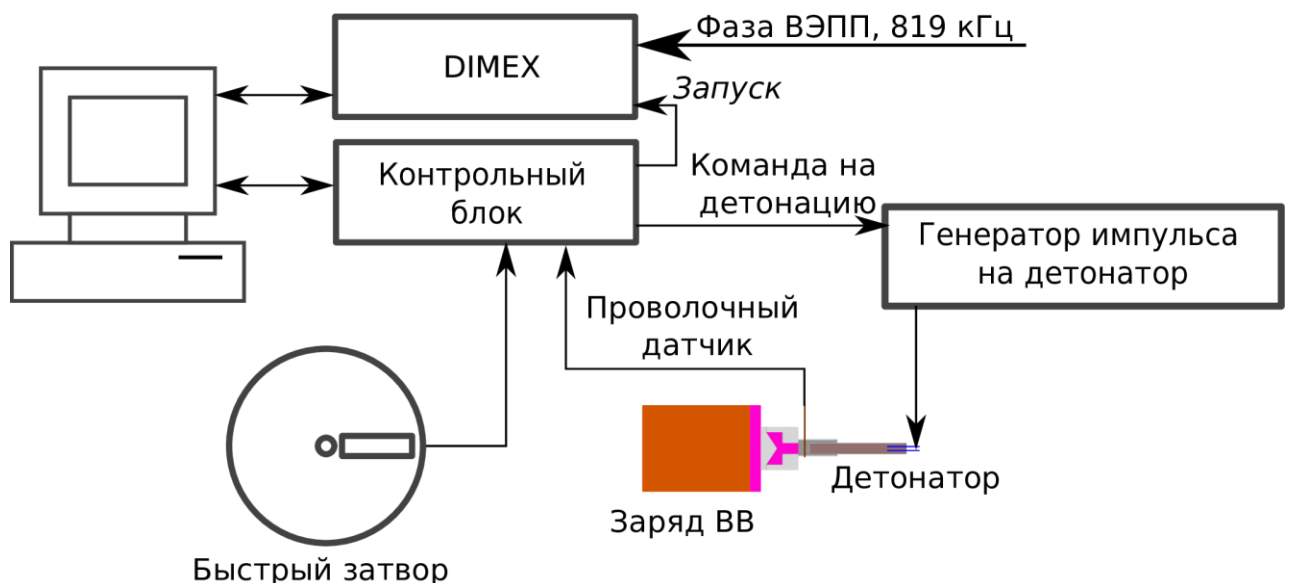 Фаза ВЭПП, 819 кГц
DIMEX
Запуск
Контрольный
блок
Команда на
детонацию
Генератор импульса
на детонатор
Проволочный
датчик
Детонатор
Заряд ВВ
Быстрый затвор